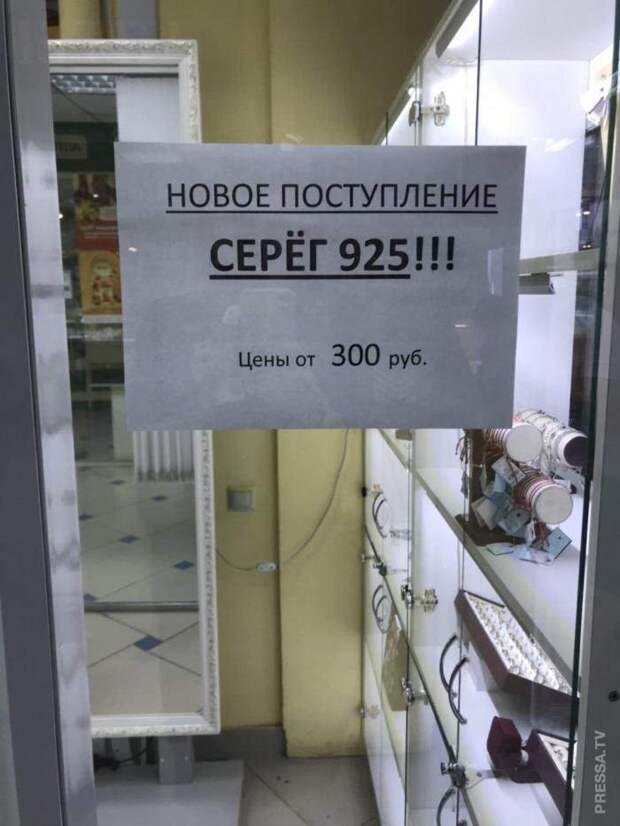 НОВОЕ ПОСТУПЛЕНИЕ
СЕРЁГ 925!!!
Цены от 300 руб.
PRESSA.TV